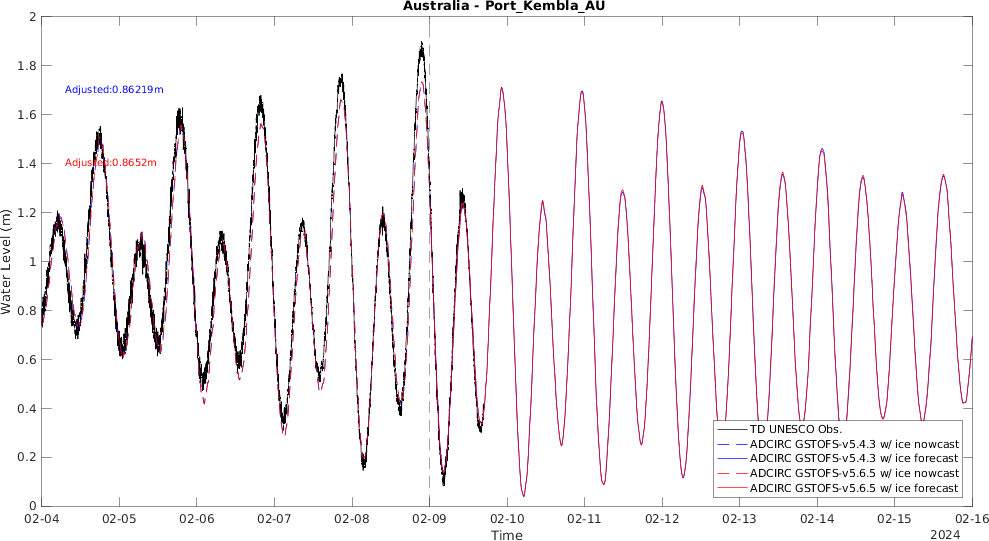 Australia - Port_Kembla_AU
2
1.8
1.6
1.4
1.2
1
0.8
0.6
0.4
0.2
0
Water Level (m)
Adjusted:0.86219m
Adjusted:0.8652m
TD UNESCO Obs.
ADCIRC GSTOFS-v5.4.3 w/ ice nowcast
ADCIRC GSTOFS-v5.4.3 w/ ice forecast
ADCIRC GSTOFS-v5.6.5 w/ ice nowcast
ADCIRC GSTOFS-v5.6.5 w/ ice forecast
02-04 02-05 02-06 02-07 02-08 02-09 02-10 02-11 02-12 02-13 02-14 02-15 02-16
Time
2024